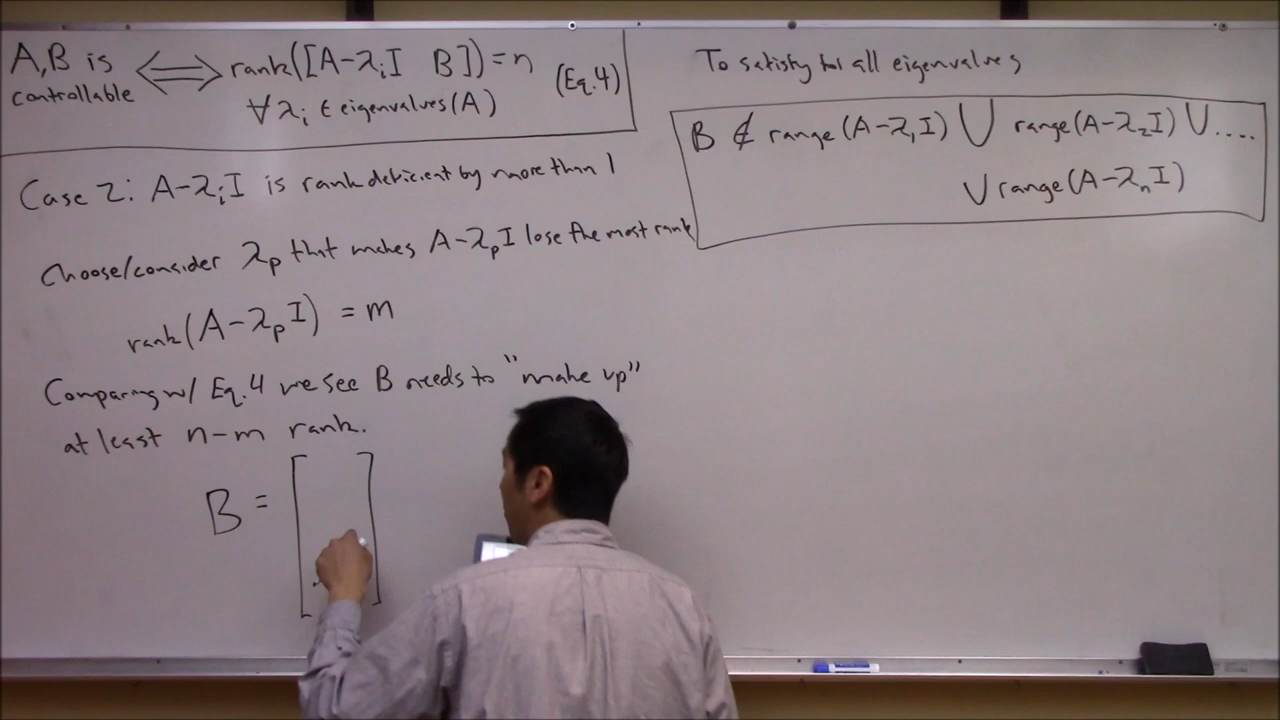 A,B is controllable ⟺ rank([A-λᵢI B]) = n (Eq.4)
∀ λᵢ ∈ eigenvalues(A)
Case 2: A-λᵢI is rank deficient by more than 1
Choose/consider λₚ that makes A-λₚI lose the most rank
rank(A-λₚI) = m
Comparing w/ Eq.4 we see B needs to "make up"
at least n-m rank.
B = [ ]
To satisfy for all eigenvalues
B ∉ range(A-λ₁I) ⋃ range(A-λ₂I) ∪ ....
∪ range(A-λₙI)